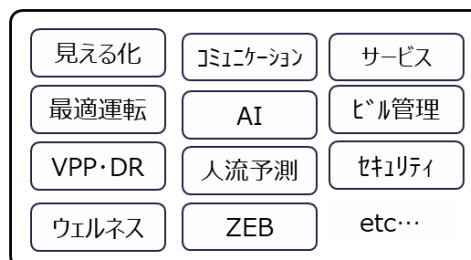 見える化
ｺﾐｭﾆｹｰｼｮﾝ
サービス
最適運転
AI
ﾋﾞﾙ管理
VPP･DR
人流予測
ｾｷｭﾘﾃｨ
ウェルネス
ZEB
etc…